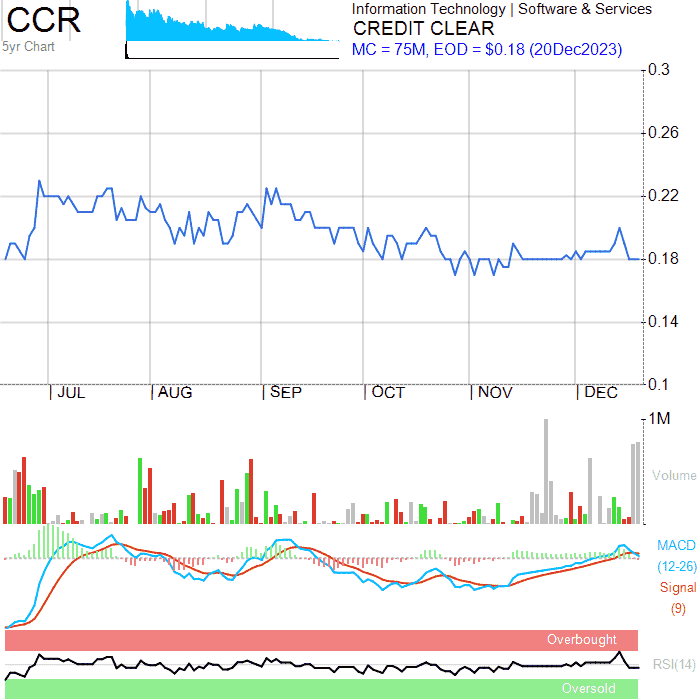 CCR
5yr Chart
Information Technology | Software & Services
CREDIT CLEAR
MC = 75M, EOD = $0.18 (20Dec2023)
0.3
0.26
0.22
0.18
0.14
0.1
| JUL | AUG | SEP | OCT | NOV | DEC
1M
Volume
MACD
(12-26)
Signal
(9)
Overbought
RSI(14)
Oversold